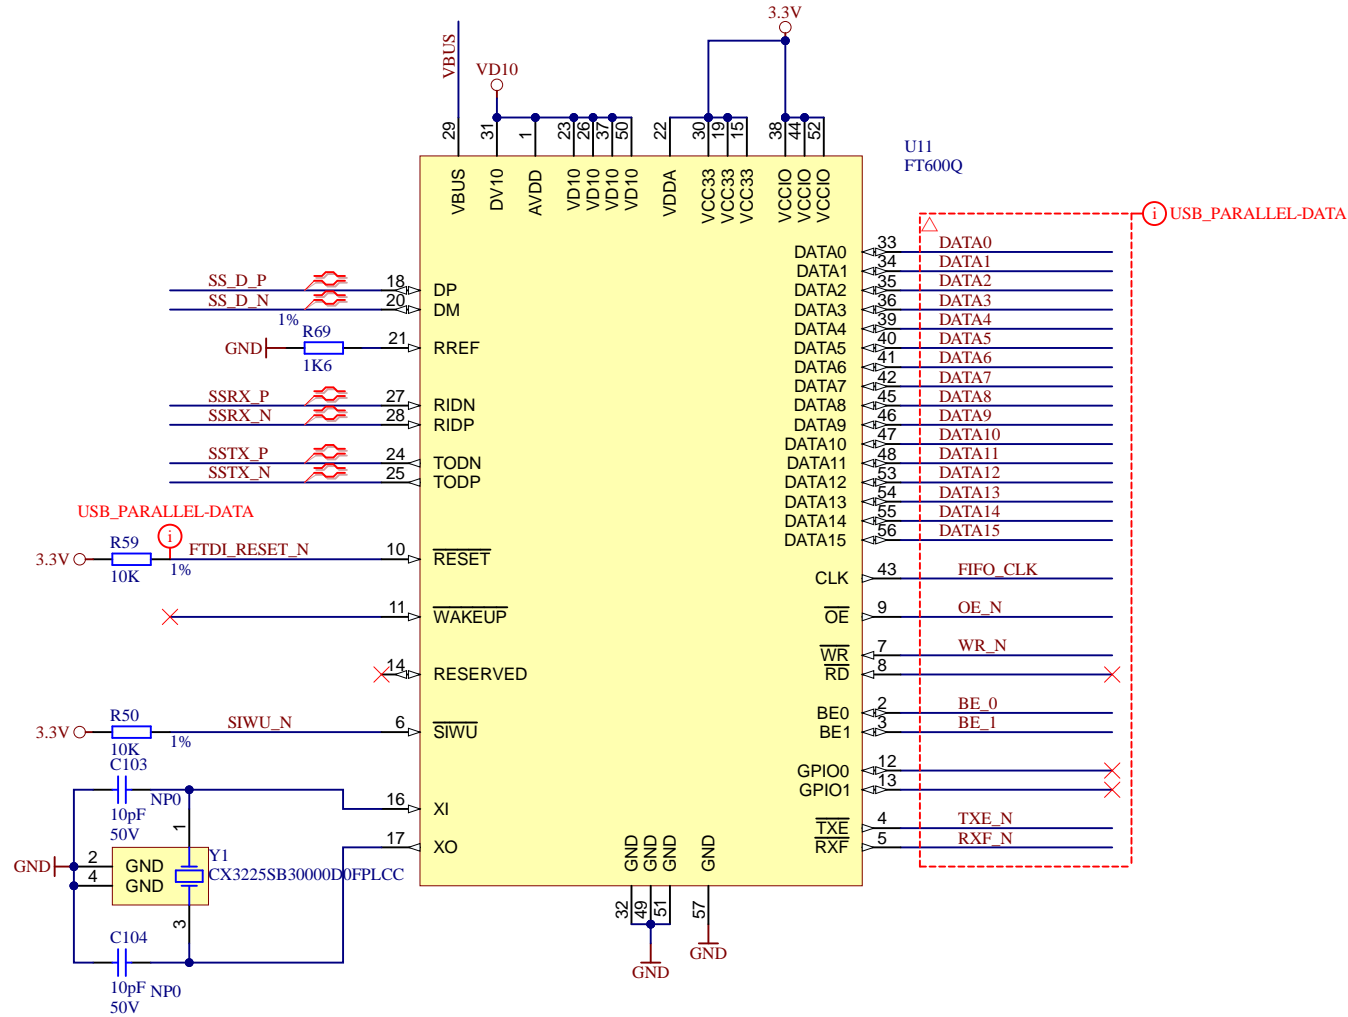 3.3V
VBUS
VD10
29
31
1
23
26
37
50
22
30
19
15
38
44
52
U11
FT600Q
VBUS
DV10
AVDD
VD10
VD10
VD10
VD10
VDDA
VCC33
VCC33
VCC33
VCCIO
VCCIO
VCCIO
i USB_PARALLEL-DATA
DATA0 33 DATA0
DATA1 34 DATA1
DATA2 35 DATA2
DATA3 36 DATA3
DATA4 39 DATA4
DATA5 40 DATA5
DATA6 41 DATA6
DATA7 42 DATA7
DATA8 45 DATA8
DATA9 46 DATA9
DATA10 47 DATA10
DATA11 48 DATA11
DATA12 53 DATA12
DATA13 54 DATA13
DATA14 55 DATA14
DATA15 56 DATA15
CLK 43 FIFO_CLK
OE 9 OE_N
WR 7 WR_N
RD 8
BE0 2 BE_0
BE1 3 BE_1
GPIO0 12
GPIO1 13
TXE 4 TXE_N
RXF 5 RXF_N
SS_D_P 18 DP
SS_D_N 20 DM
1%
R69
GND 21 RREF
1K6
SSRX_P 27 RIDN
SSRX_N 28 RIDP
SSTX_P 24 TODN
SSTX_N 25 TODP
USB_PARALLEL-DATA
i
R59
3.3V FTDI_RESET_N 10 RESET
10K 1%
11 WAKEUP
14 RESERVED
R50
3.3V SIWU_N 6 SIWU
10K 1%
C103
NP0
10pF
50V
16 XI
17 XO
1
Y1
CX3225SB30000D0FPLCC
GND 2 GND
4 GND
3
C104
10pF NP0
50V
GND
GND
GND
GND
32
49
51
57
GND
GND